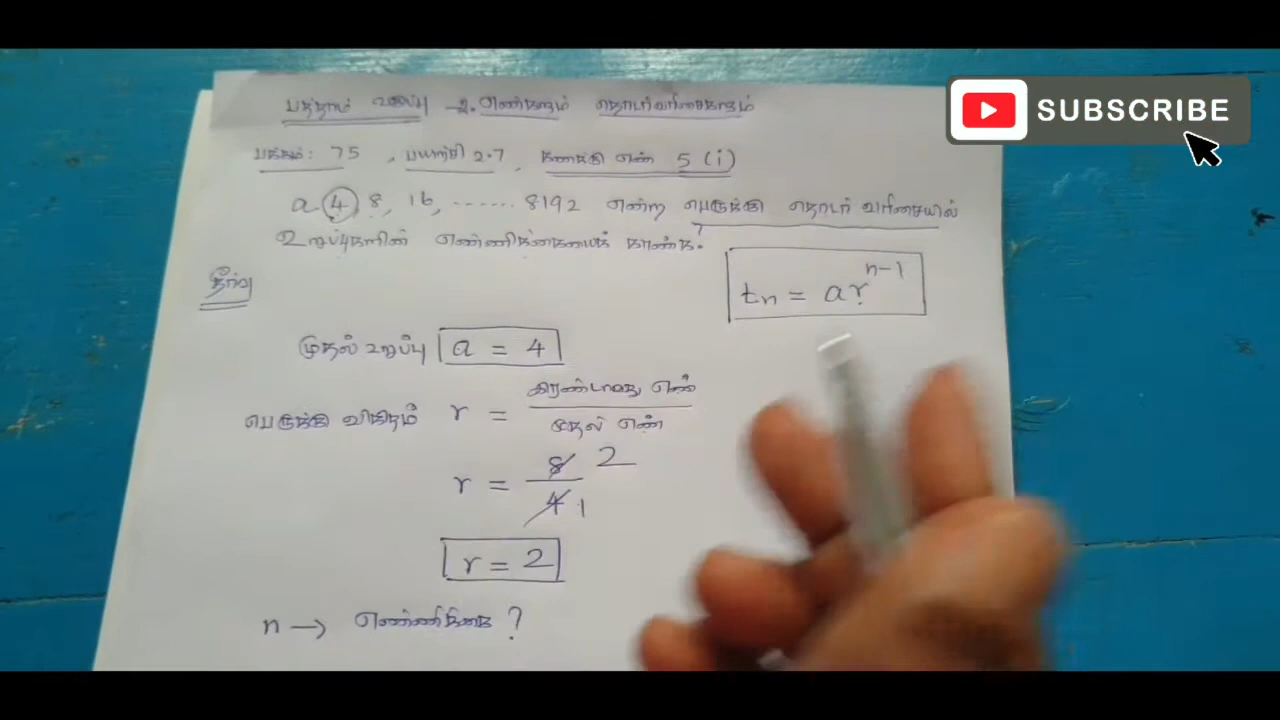 பத்தாம் வகுப்பு -2. எண்களும் தொடர்வரிசைகளும்
பக்கம்: 75 , பயிற்சி 2.7 , கணக்கு எண் 5 (i)
a 4, 8, 16, ...... 8192 என்ற பெருக்கு தொடர் வரிசையில்
உறுப்புகளின் எண்ணிக்கையைக் காண்க?
தீர்வு
tn = ar^(n-1)
முதல் உறுப்பு a = 4
பெருக்கு விகிதம் r = இரண்டாவது எண் / முதல் எண்
r = 8 / 4 2 1
r = 2
n → எண்ணிக்கை ?
SUBSCRIBE